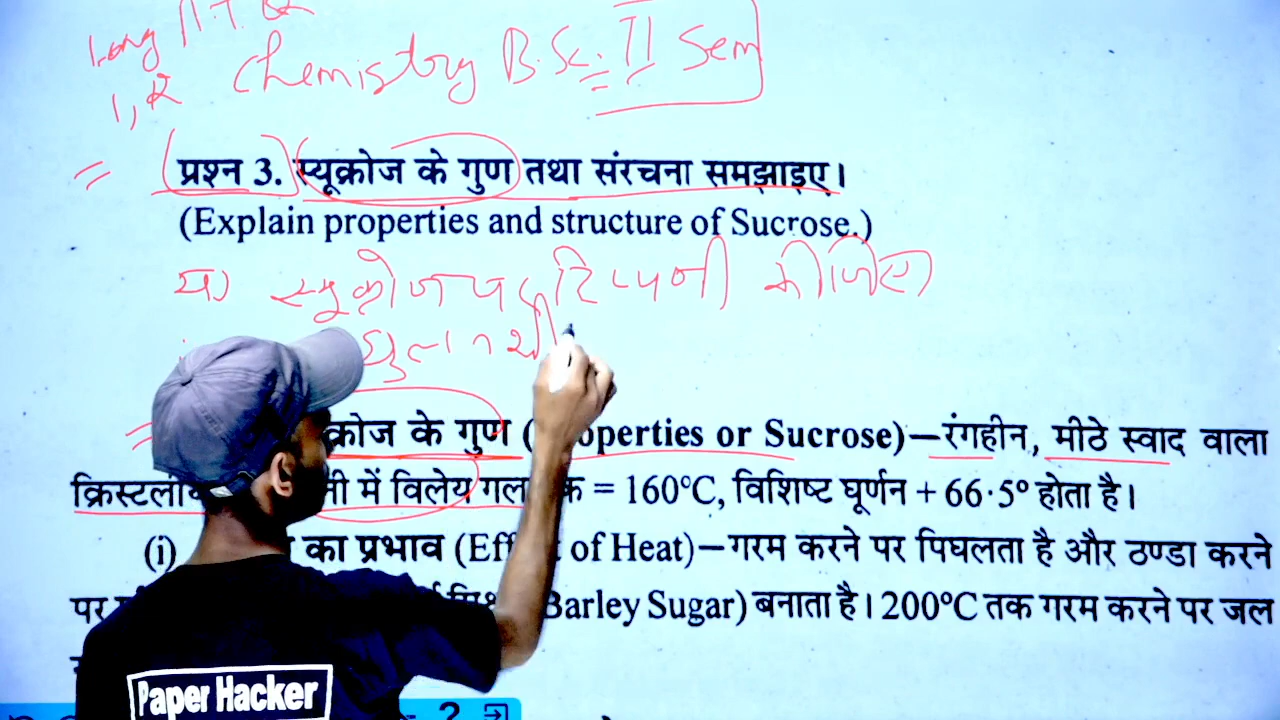 Long
1, 2 Chemistry B.Sc. II Sem
प्रश्न 3. स्यूक्रोज के गुण तथा संरचना समझाइए।
(Explain properties and structure of Sucrose.)
या) स्यूक्रोज पर टिप्पणी कीजिए
घुलनशी
क्रोज के गुण ( operties or Sucrose)—रंगहीन, मीठे स्वाद वाला
क्रिस्टली नी में विलेय गल क = 160°C, विशिष्ट घूर्णन + 66·5° होता है।
(i) का प्रभाव (Eff of Heat)—गरम करने पर पिघलता है और ठण्डा करने
पर Barley Sugar) बनाता है। 200°C तक गरम करने पर जल
Paper Hacker
?